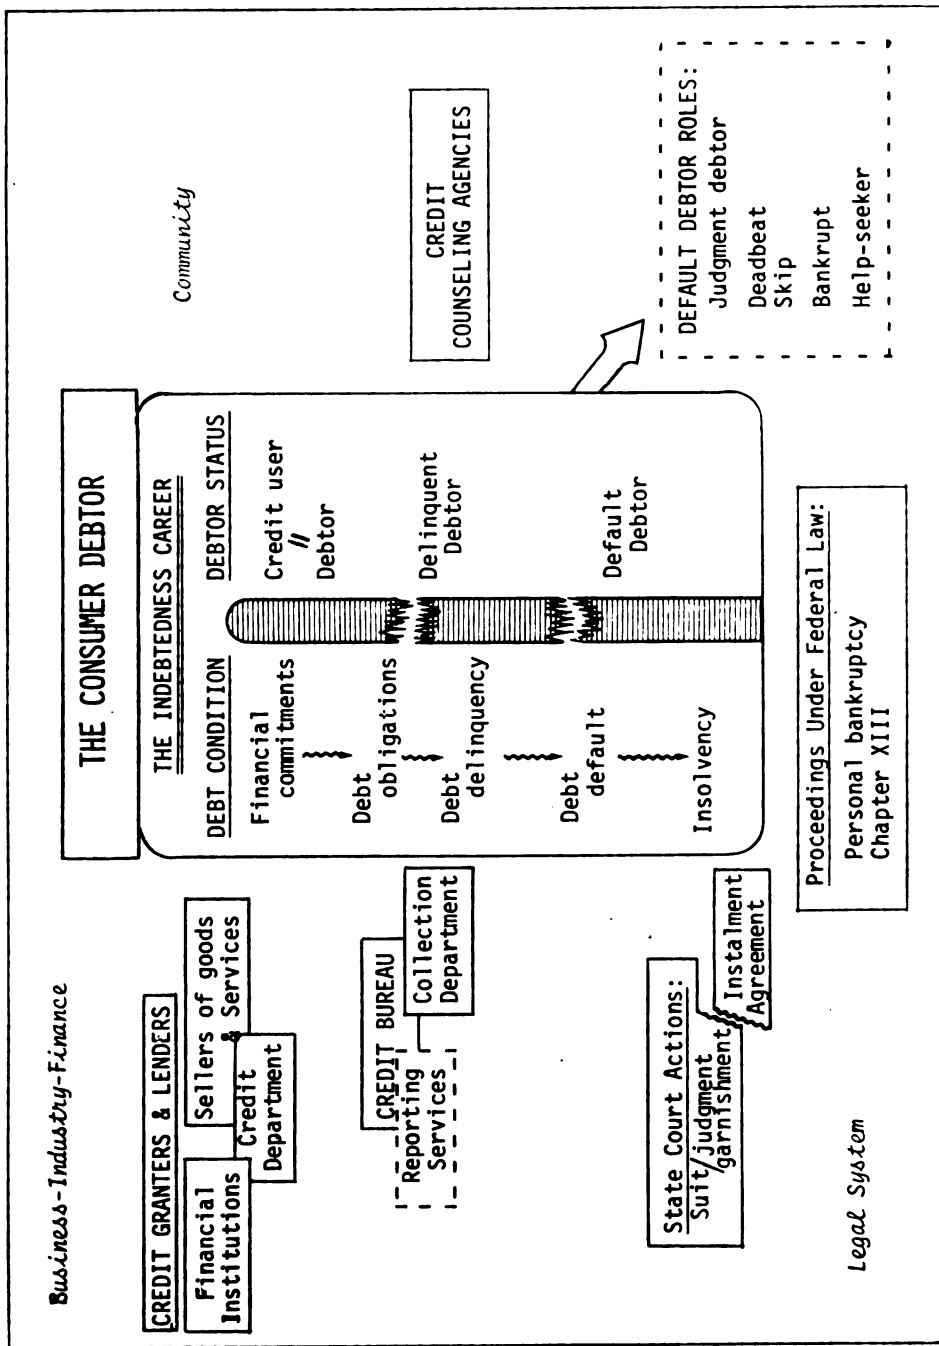 Business-Industry-Finance
Community
THE CONSUMER DEBTOR
THE INDEBTEDNESS CAREER
DEBT CONDITION
DEBTOR STATUS
Financial
commitments
Debt
obligations
Debt
delinquency
Debt
default
Insolvency
Credit user
//
Debtor
Delinquent
Debtor
Default
Debtor
CREDIT GRANTERS & LENDERS
Financial
Institutions
Sellers of goods
& Services
Credit
Department
CREDIT BUREAU
Reporting
Services
Collection
Department
CREDIT
COUNSELING AGENCIES
State Court Actions:
Suit/judgment
garnishment
Instalment
Agreement
Proceedings Under Federal Law:
Personal bankruptcy
Chapter XIII
DEFAULT DEBTOR ROLES:
Judgment debtor
Deadbeat
Skip
Bankrupt
Help-seeker
Legal System